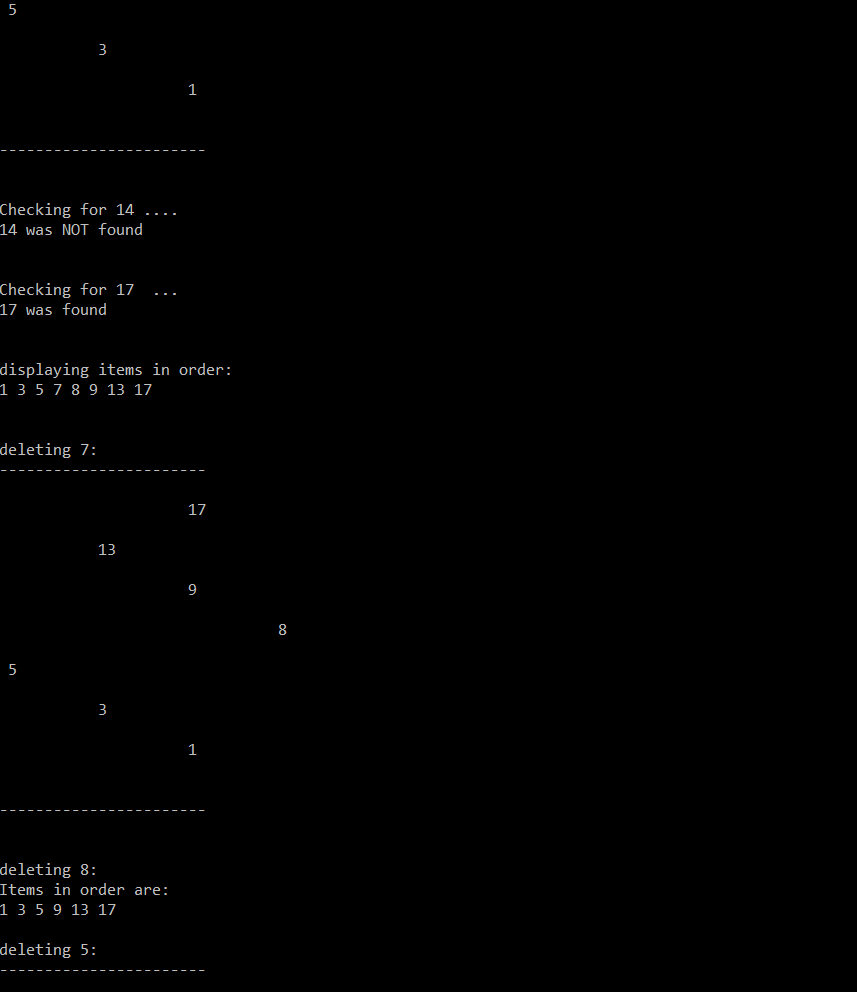 5
3
1
-----------------------
Checking for 14 ....
14 was NOT found
Checking for 17  ...
17 was found
displaying items in order:
1 3 5 7 8 9 13 17
deleting 7:
-----------------------
17
13
9
8
5
3
1
-----------------------
deleting 8:
Items in order are:
1 3 5 9 13 17
deleting 5:
-----------------------